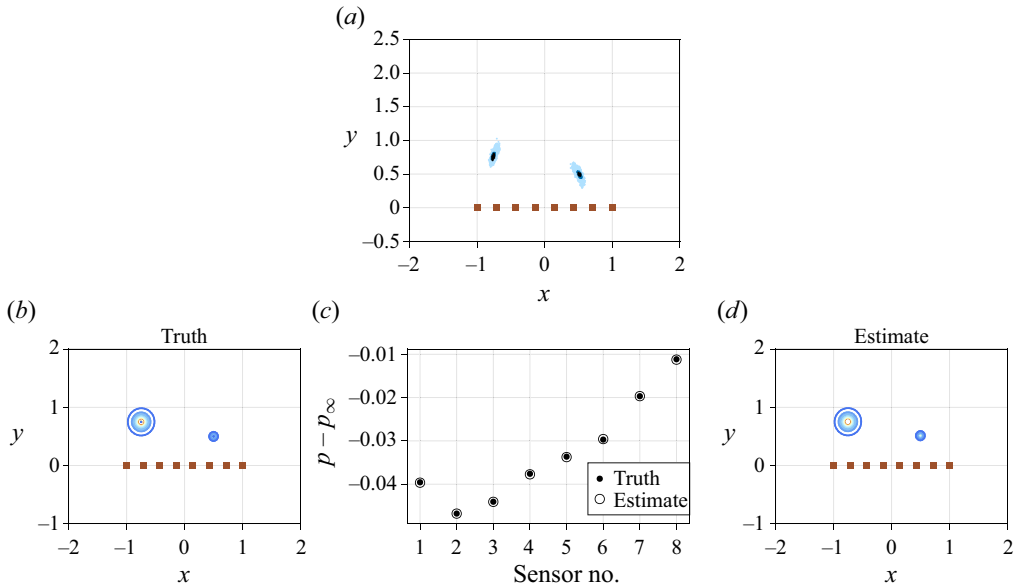 (a)
2.5
2.0
1.5
1.0
0.5
0
–0.5
y
–2 –1 0 1 2
x
(b) (c) (d)
Truth
2
1
0
–1
y
–2 –1 0 1 2
x
–0.01
–0.02
–0.03
–0.04
p – p∞
Truth
Estimate
1 2 3 4 5 6 7 8
Sensor no.
Estimate
2
1
0
–1
y
–2 –1 0 1 2
x